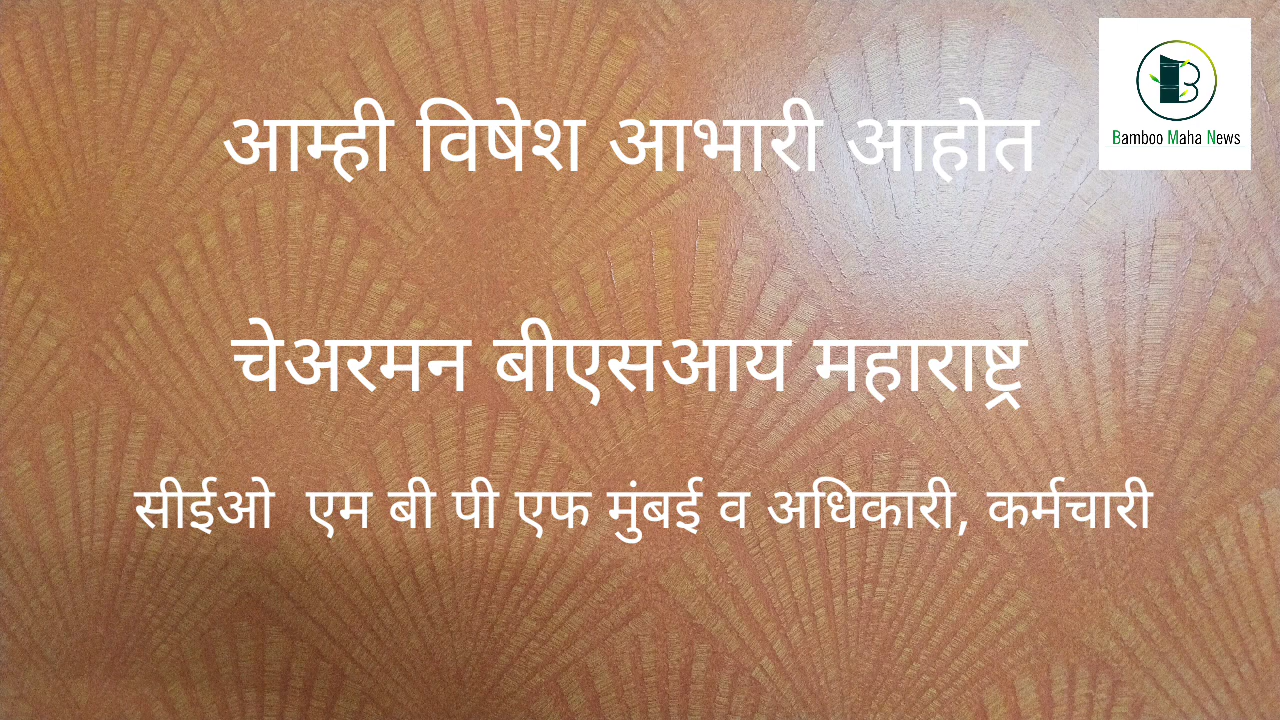 आम्ही विषेश आभारी आहोत
Bamboo Maha News
चेअरमन बीएसआय महाराष्ट्र
सीईओ एम बी पी एफ मुंबई व अधिकारी, कर्मचारी